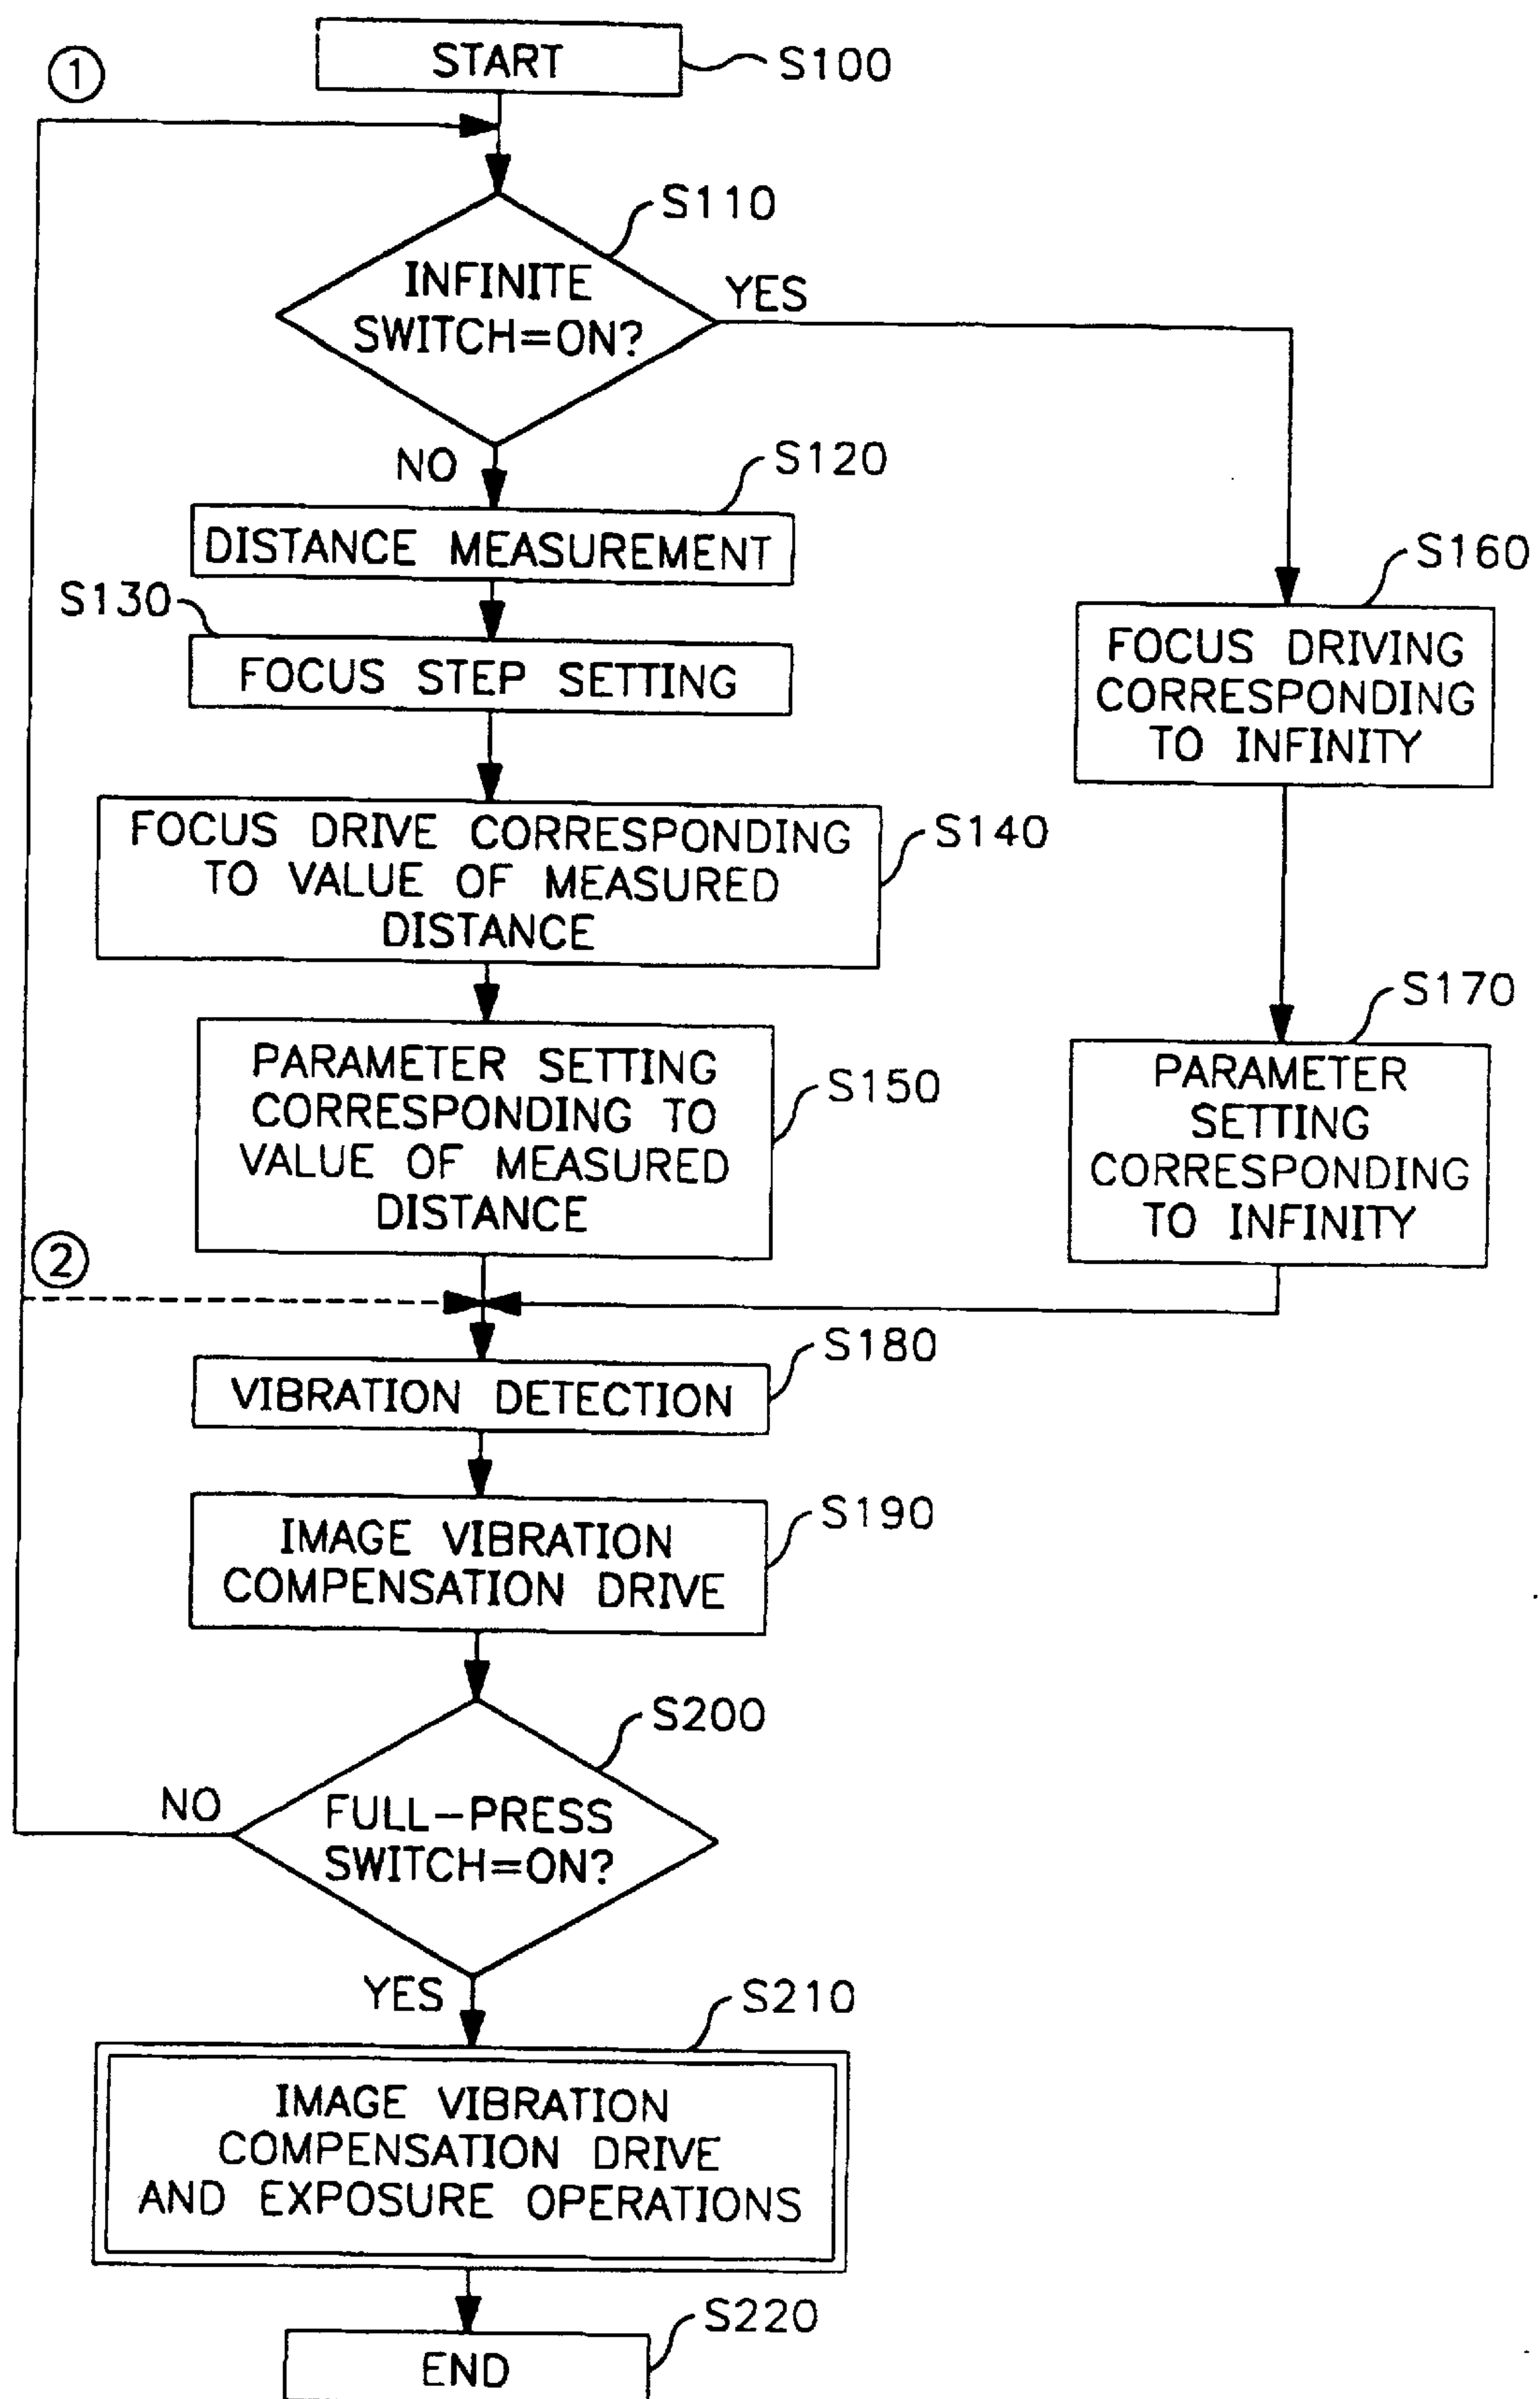 ①
START
S100
S110
INFINITE
SWITCH=ON?
YES
NO
S120
DISTANCE MEASUREMENT
S130
FOCUS STEP SETTING
S160
FOCUS DRIVING
CORRESPONDING
TO INFINITY
FOCUS DRIVE CORRESPONDING
TO VALUE OF MEASURED
DISTANCE
S140
S170
PARAMETER
SETTING
CORRESPONDING
TO INFINITY
PARAMETER SETTING
CORRESPONDING TO
VALUE OF MEASURED
DISTANCE
S150
②
S180
VIBRATION DETECTION
S190
IMAGE VIBRATION
COMPENSATION DRIVE
S200
NO
FULL-PRESS
SWITCH=ON?
YES
S210
IMAGE VIBRATION
COMPENSATION DRIVE
AND EXPOSURE OPERATIONS
S220
END